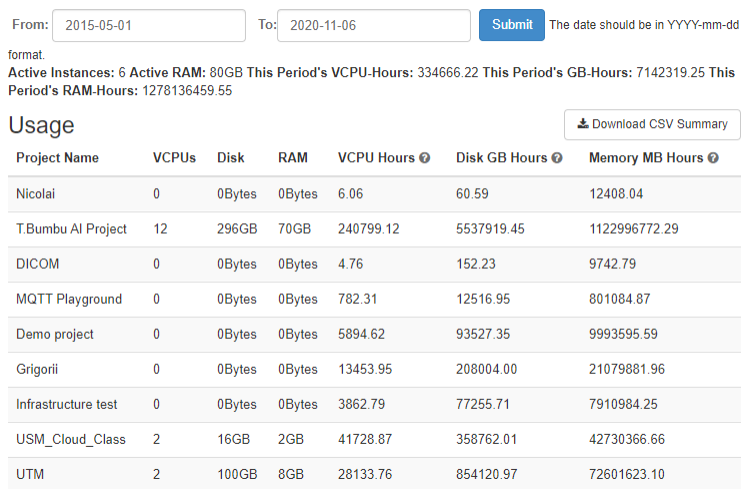 From: 2015-05-01 To: 2020-11-06 Submit The date should be in YYYY-mm-dd
format.
Active Instances: 6 Active RAM: 80GB This Period's VCPU-Hours: 334666.22 This Period's GB-Hours: 7142319.25 This
Period's RAM-Hours: 1278136459.55
Usage
Download CSV Summary
Project Name VCPUs Disk RAM VCPU Hours Disk GB Hours Memory MB Hours
Nicolai 0 0Bytes 0Bytes 6.06 60.59 12408.04
T.Bumbu AI Project 12 296GB 70GB 240799.12 5537919.45 1122996772.29
DICOM 0 0Bytes 0Bytes 4.76 152.23 9742.79
MQTT Playground 0 0Bytes 0Bytes 782.31 12516.95 801084.87
Demo project 0 0Bytes 0Bytes 5894.62 93527.35 9993595.59
Grigorii 0 0Bytes 0Bytes 13453.95 208004.00 21079881.96
Infrastructure test 0 0Bytes 0Bytes 3862.79 77255.71 7910984.25
USM_Cloud_Class 2 16GB 2GB 41728.87 358762.01 42730366.66
UTM 2 100GB 8GB 28133.76 854120.97 72601623.10